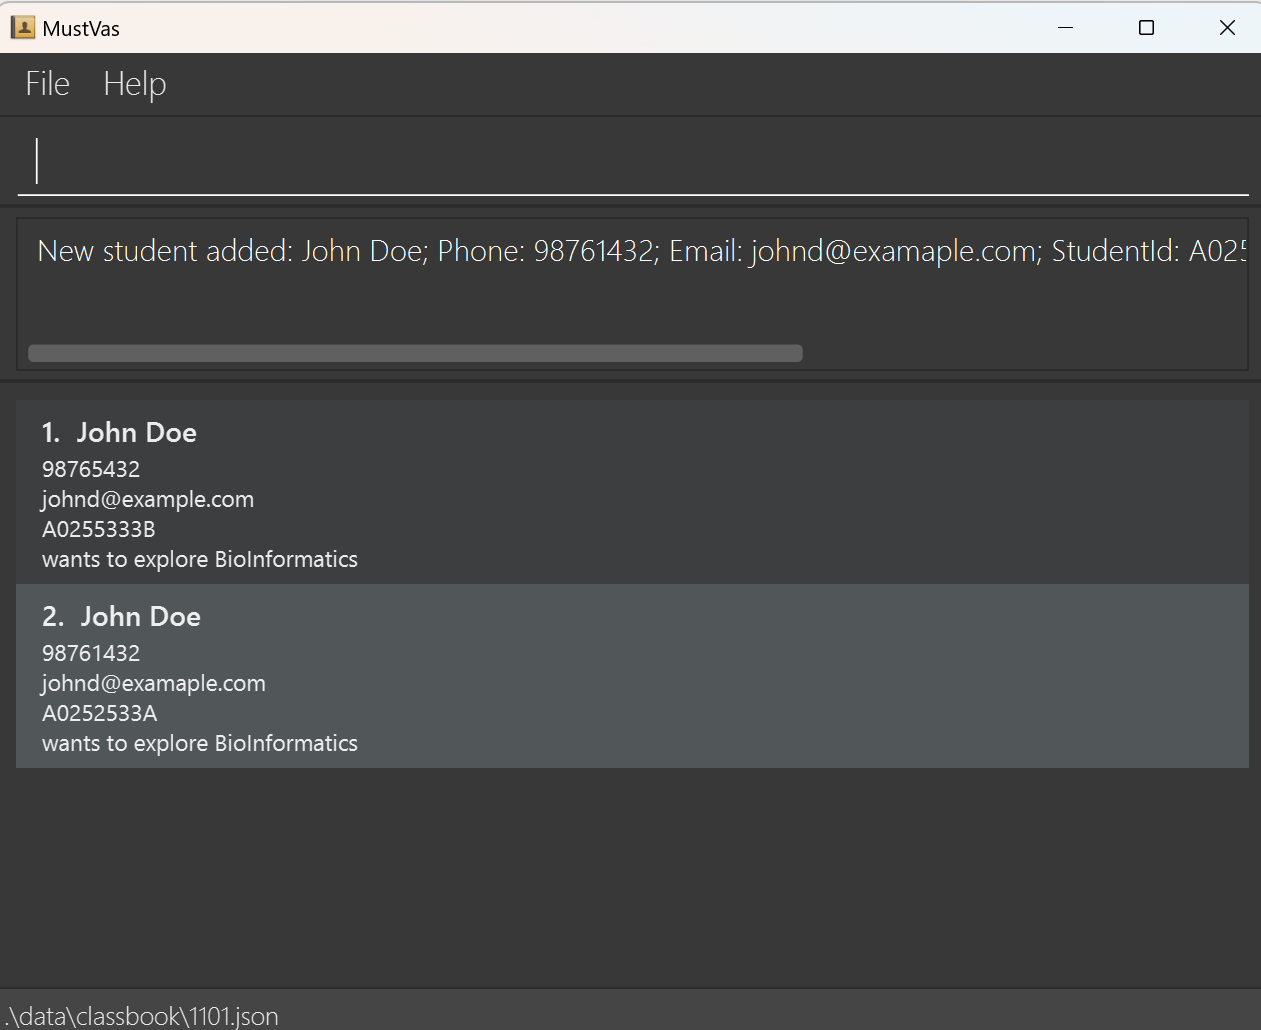 MustVas
File Help
New student added: John Doe; Phone: 98761432; Email: johnd@examaple.com; StudentId: A025
1. John Doe
98765432
johnd@example.com
A0255333B
wants to explore BioInformatics
2. John Doe
98761432
johnd@examaple.com
A0252533A
wants to explore BioInformatics
.\data\classbook\1101.json